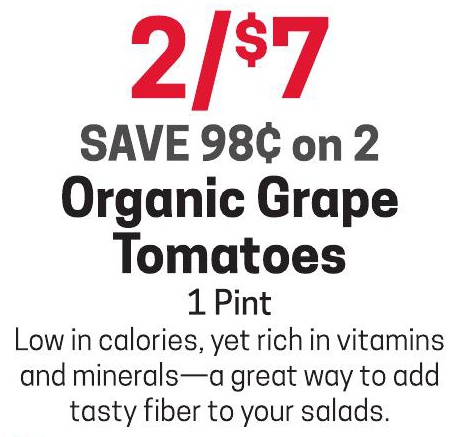 2/$7
SAVE 98¢ on 2
Organic Grape
Tomatoes
1 Pint
Low in calories, yet rich in vitamins
and minerals—a great way to add
tasty fiber to your salads.